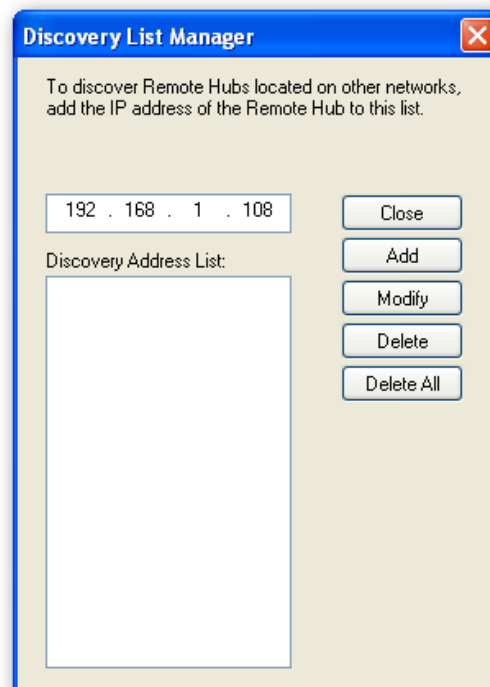 Discovery List Manager
To discover Remote Hubs located on other networks,
add the IP address of the Remote Hub to this list.
192 . 168 . 1 . 108
Close
Discovery Address List:
Add
Modify
Delete
Delete All